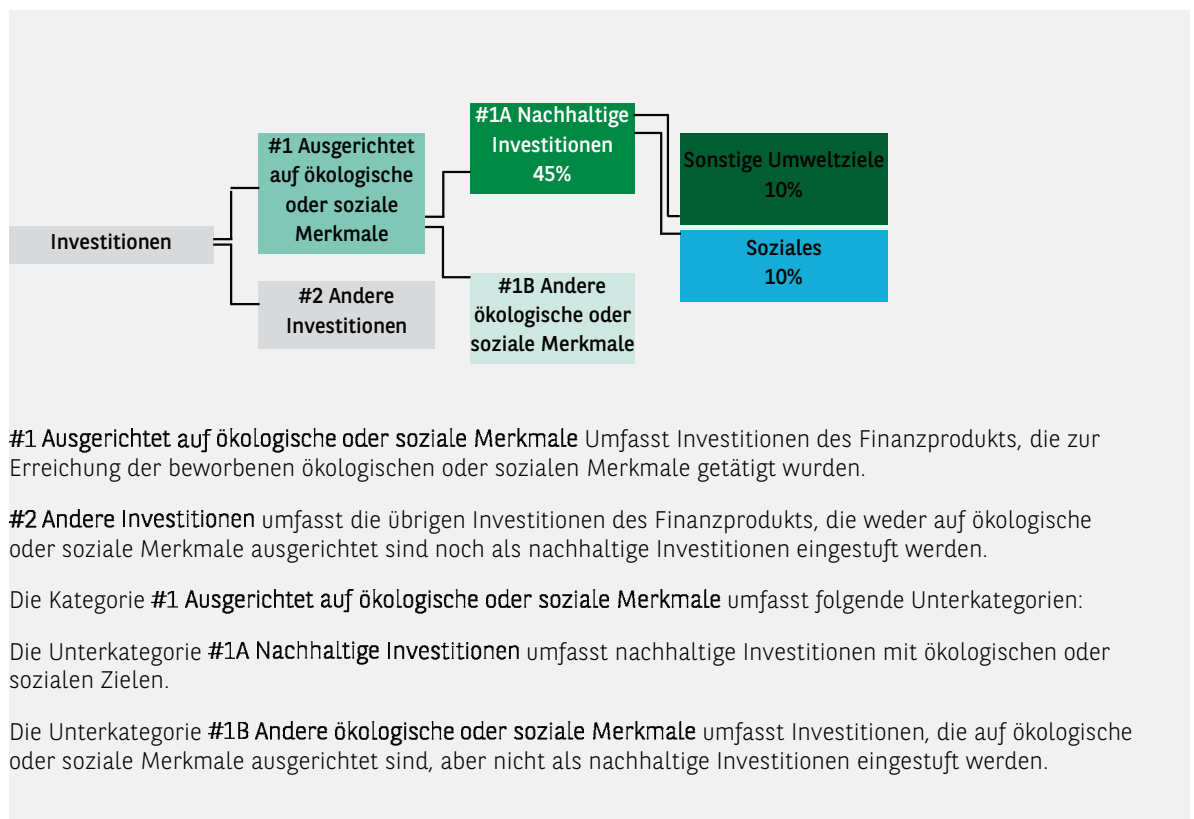 #1A Nachhaltige
Investitionen
45%
#1 Ausgerichtet
auf ökologische
oder soziale
Merkmale
Sonstige Umweltziele
10%
Investitionen
Soziales
10%
#2 Andere
Investitionen
#1B Andere
ökologische oder
soziale Merkmale
#1 Ausgerichtet auf ökologische oder soziale Merkmale Umfasst Investitionen des Finanzprodukts, die zur
Erreichung der beworbenen ökologischen oder sozialen Merkmale getätigt wurden.
#2 Andere Investitionen umfasst die übrigen Investitionen des Finanzprodukts, die weder auf ökologische
oder soziale Merkmale ausgerichtet sind noch als nachhaltige Investitionen eingestuft werden.
Die Kategorie #1 Ausgerichtet auf ökologische oder soziale Merkmale umfasst folgende Unterkategorien:
Die Unterkategorie #1A Nachhaltige Investitionen umfasst nachhaltige Investitionen mit ökologischen oder
sozialen Zielen.
Die Unterkategorie #1B Andere ökologische oder soziale Merkmale umfasst Investitionen, die auf ökologische
oder soziale Merkmale ausgerichtet sind, aber nicht als nachhaltige Investitionen eingestuft werden.